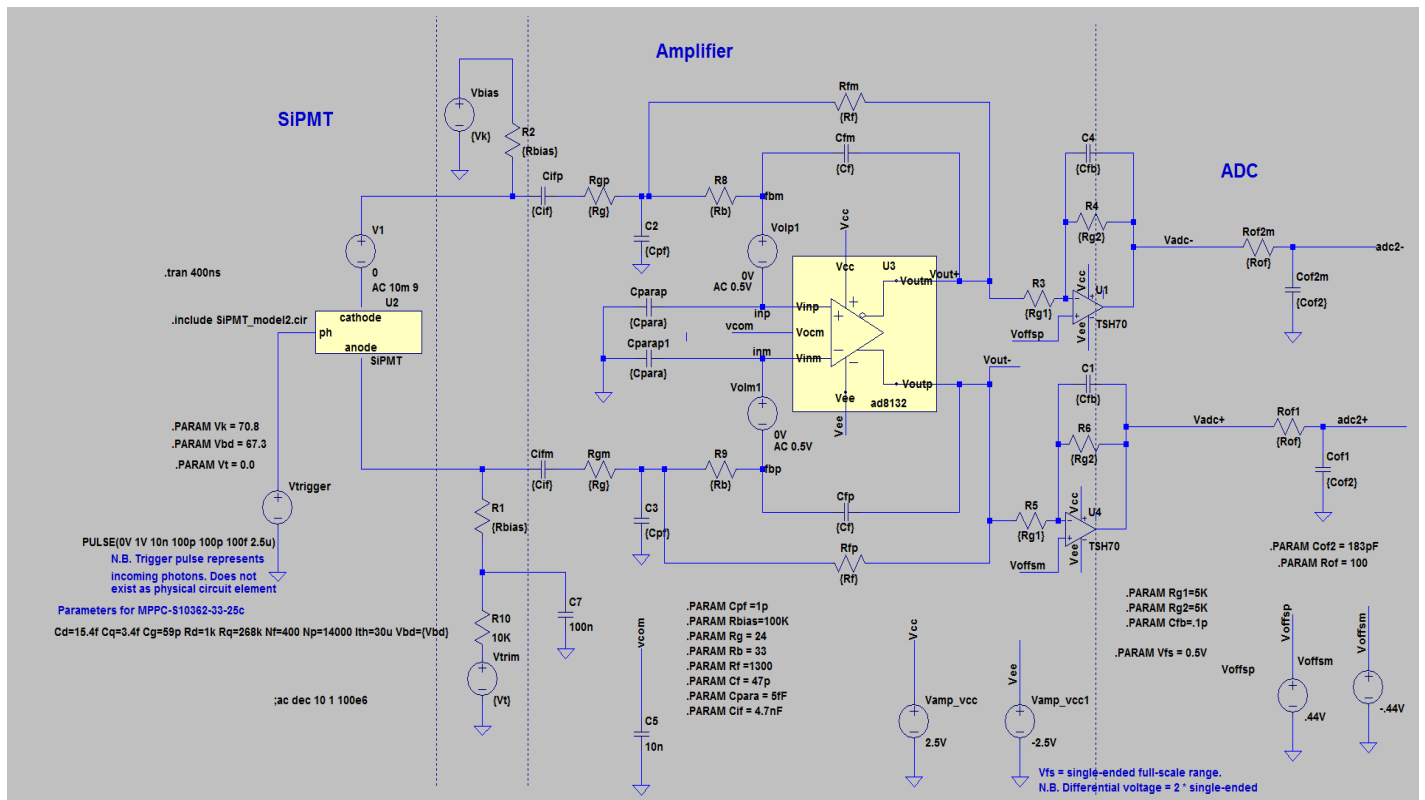 Amplifier
SiPMT
ADC
Vbias
{Vk}
R2
{Rbias}
Rfm
{Rf}
Cfm
{Cf}
C4
{Cfb}
R4
{Rg2}
Cifp
{Cif}
Rgp
{Rg}
R8
{Rb}
fbm
C2
{Cpf}
V1
0
AC 10m 9
Volp1
0V
AC 0.5V
Vcc
Vcc
U3
Voutm
Vout+
Vinp
inp
Vocm
vcom
Vinm
inm
Voutp
Vout-
Vee
Vee
ad8132
Cparap
{Cpara}
Cparap1
{Cpara}
R3
{Rg1}
Vcc
U1
TSH70
Vee
Voffsp
Vadc-
Rof2m
{Rof}
adc2-
Cof2m
{Cof2}
.tran 400ns
.include SiPMT_model2.cir
U2
cathode
ph
anode
SiPMT
Volm1
0V
AC 0.5V
C1
{Cfb}
R6
{Rg2}
Vadc+
Rof1
{Rof}
adc2+
Cof1
{Cof2}
.PARAM Vk = 70.8
.PARAM Vbd = 67.3
.PARAM Vt = 0.0
Cifm
{Cif}
Rgm
{Rg}
R9
{Rb}
fbp
C3
{Cpf}
Cfp
{Cf}
Rfp
{Rf}
R5
{Rg1}
Vcc
U4
TSH70
Vee
Voffsm
Vtrigger
PULSE(0V 1V 10n 100p 100p 100f 2.5u)
N.B. Trigger pulse represents
incoming photons. Does not
exist as physical circuit element
Parameters for MPPC-S10362-33-25c
Cd=15.4f Cq=3.4f Cg=59p Rd=1k Rq=268k Nf=400 Np=14000 Ith=30u Vbd={Vbd}
R1
{Rbias}
R10
10K
C7
100n
Vtrim
{Vt}
;ac dec 10 1 100e6
vcom
C5
10n
.PARAM Cpf =1p
.PARAM Rbias=100K
.PARAM Rg = 24
.PARAM Rb = 33
.PARAM Rf =1300
.PARAM Cf = 47p
.PARAM Cpara = 5fF
.PARAM Cif = 4.7nF
Vcc
Vamp_vcc
2.5V
Vee
Vamp_vcc1
-2.5V
.PARAM Cof2 = 183pF
.PARAM Rof = 100
.PARAM Rg1=5K
.PARAM Rg2=5K
.PARAM Cfb=.1p
.PARAM Vfs = 0.5V
Voffsp
Voffsp
.44V
Voffsm
Voffsm
-.44V
Vfs = single-ended full-scale range.
N.B. Differential voltage = 2 * single-ended